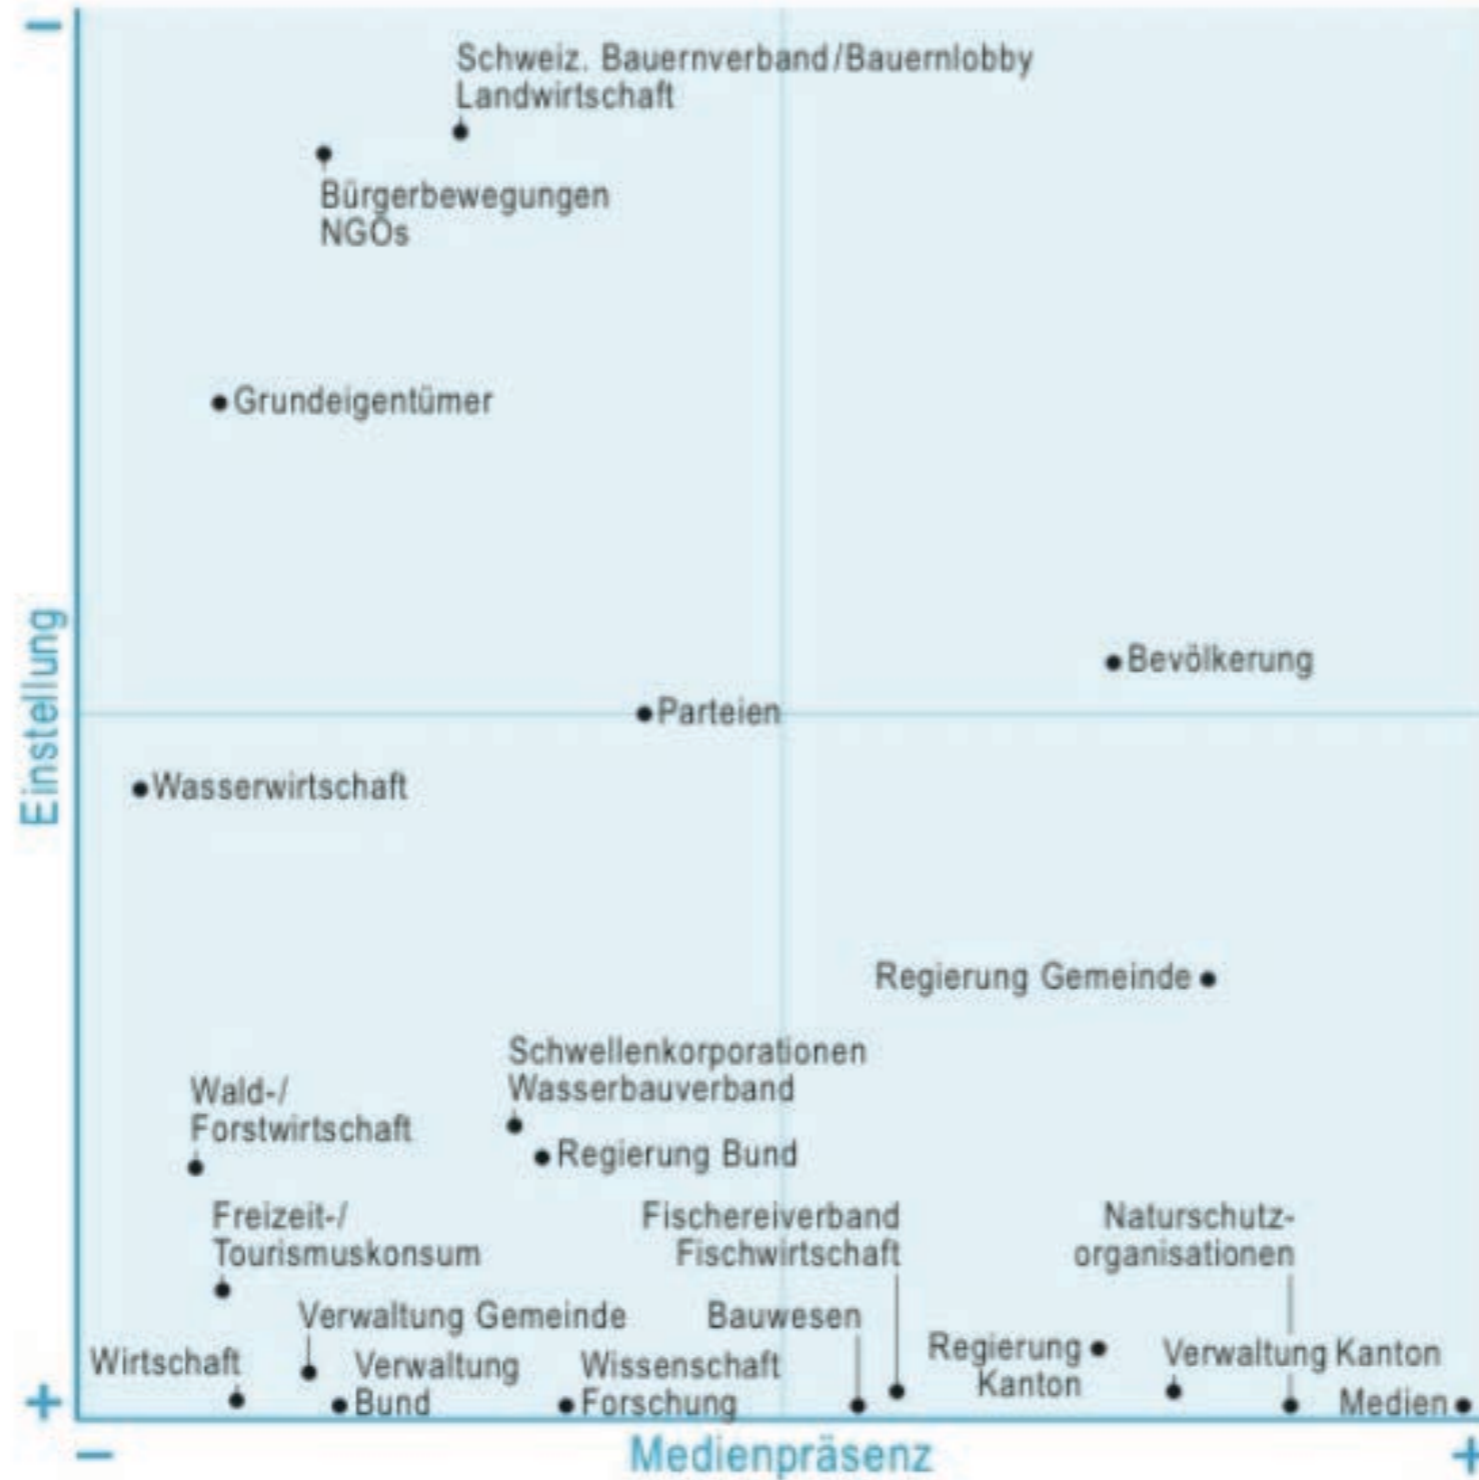 −
Schweiz. Bauernverband/Bauernlobby
Landwirtschaft
Bürgerbewegungen
NGOs
Grundeigentümer
Bevölkerung
Parteien
Einstellung
Wasserwirtschaft
Regierung Gemeinde
Schwellenkorporationen
Wasserbauverband
Wald-/
Forstwirtschaft
Regierung Bund
Freizeit-/
Tourismuskonsum
Fischereiverband
Fischwirtschaft
Naturschutz-
organisationen
Verwaltung Gemeinde
Bauwesen
Wirtschaft
Verwaltung
Bund
Wissenschaft
Forschung
Regierung
Kanton
Verwaltung Kanton
Medien
+
−
Medienpräsenz
+